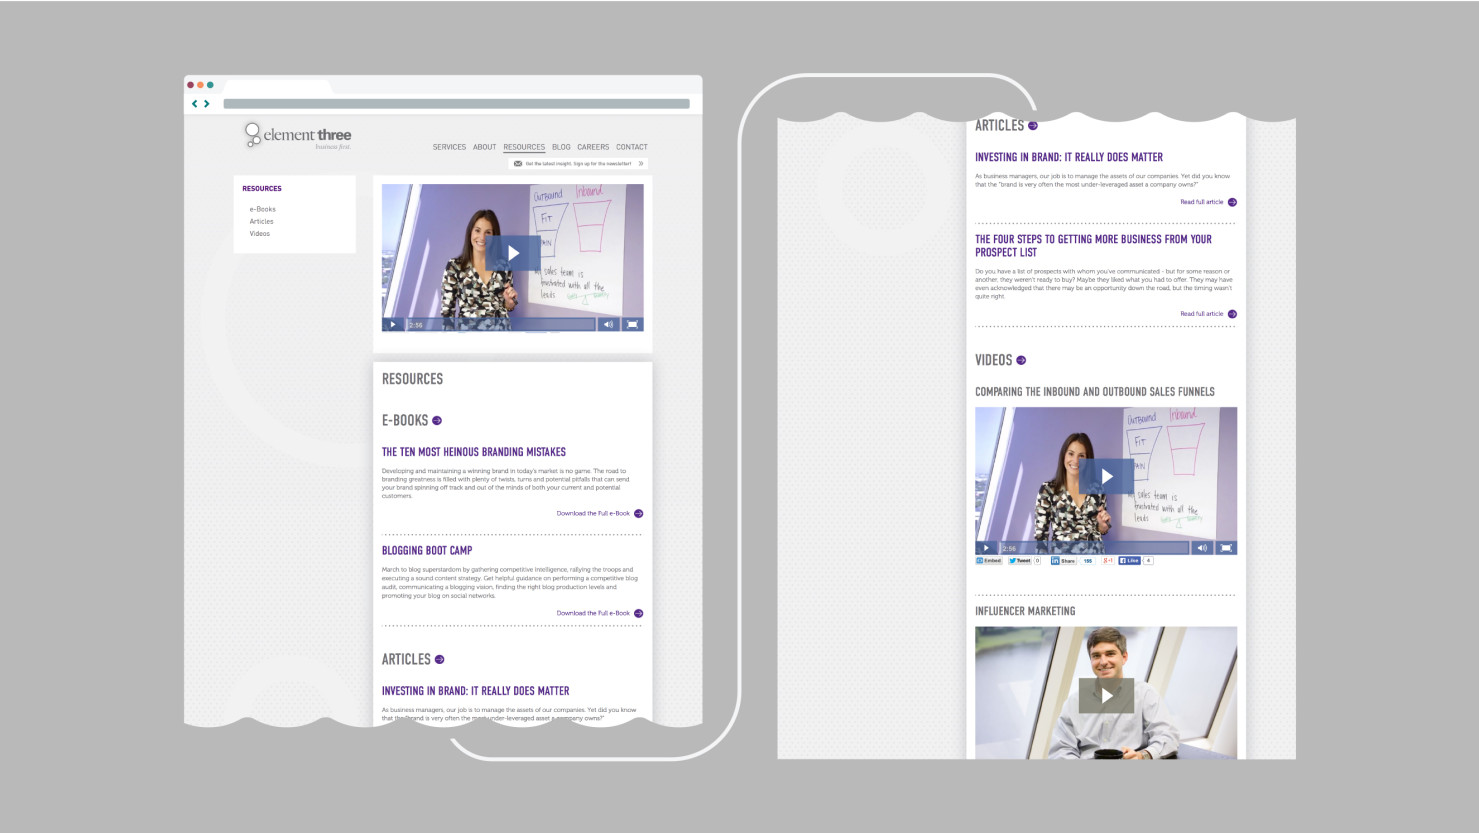 element three
business first.
SERVICES ABOUT RESOURCES BLOG CAREERS CONTACT
Get the latest insight. Sign up for the newsletter!
RESOURCES
e-Books
Articles
Videos
Outbound Inbound
FIT
PAIN
My sales team is
frustrated with all the
leads
2:56
RESOURCES
E-BOOKS
THE TEN MOST HEINOUS BRANDING MISTAKES
Developing and maintaining a winning brand in today's market is no game. The road to
branding greatness is filled with plenty of twists, turns and potential pitfalls that can send
your brand spinning off track and out of the minds of both your current and potential
customers.
Download the Full e-Book
BLOGGING BOOT CAMP
March to blog superstardom by gathering competitive intelligence, rallying the troops and
executing a sound content strategy. Get helpful guidance on performing a competitive blog
audit, communicating a blogging vision, finding the right blog production levels and
promoting your blog on social networks.
Download the Full e-Book
ARTICLES
INVESTING IN BRAND: IT REALLY DOES MATTER
As business managers, our job is to manage the assets of our companies. Yet did you know
that the "brand is very often the most under-leveraged asset a company owns?"
ARTICLES
INVESTING IN BRAND: IT REALLY DOES MATTER
As business managers, our job is to manage the assets of our companies. Yet did you know
that the "brand is very often the most under-leveraged asset a company owns?"
Read full article
THE FOUR STEPS TO GETTING MORE BUSINESS FROM YOUR
PROSPECT LIST
Do you have a list of prospects with whom you've communicated - but for some reason or
another, they weren't ready to buy? Maybe they liked what you had to offer. They may have
even acknowledged that there may be an opportunity down the road, but the timing wasn't
quite right.
Read full article
VIDEOS
COMPARING THE INBOUND AND OUTBOUND SALES FUNNELS
Outbound Inbound
FIT
PAIN
My sales team is
frustrated with all the
leads
2:56
Embed Tweet 0 Share 195 +1 Like 4
INFLUENCER MARKETING